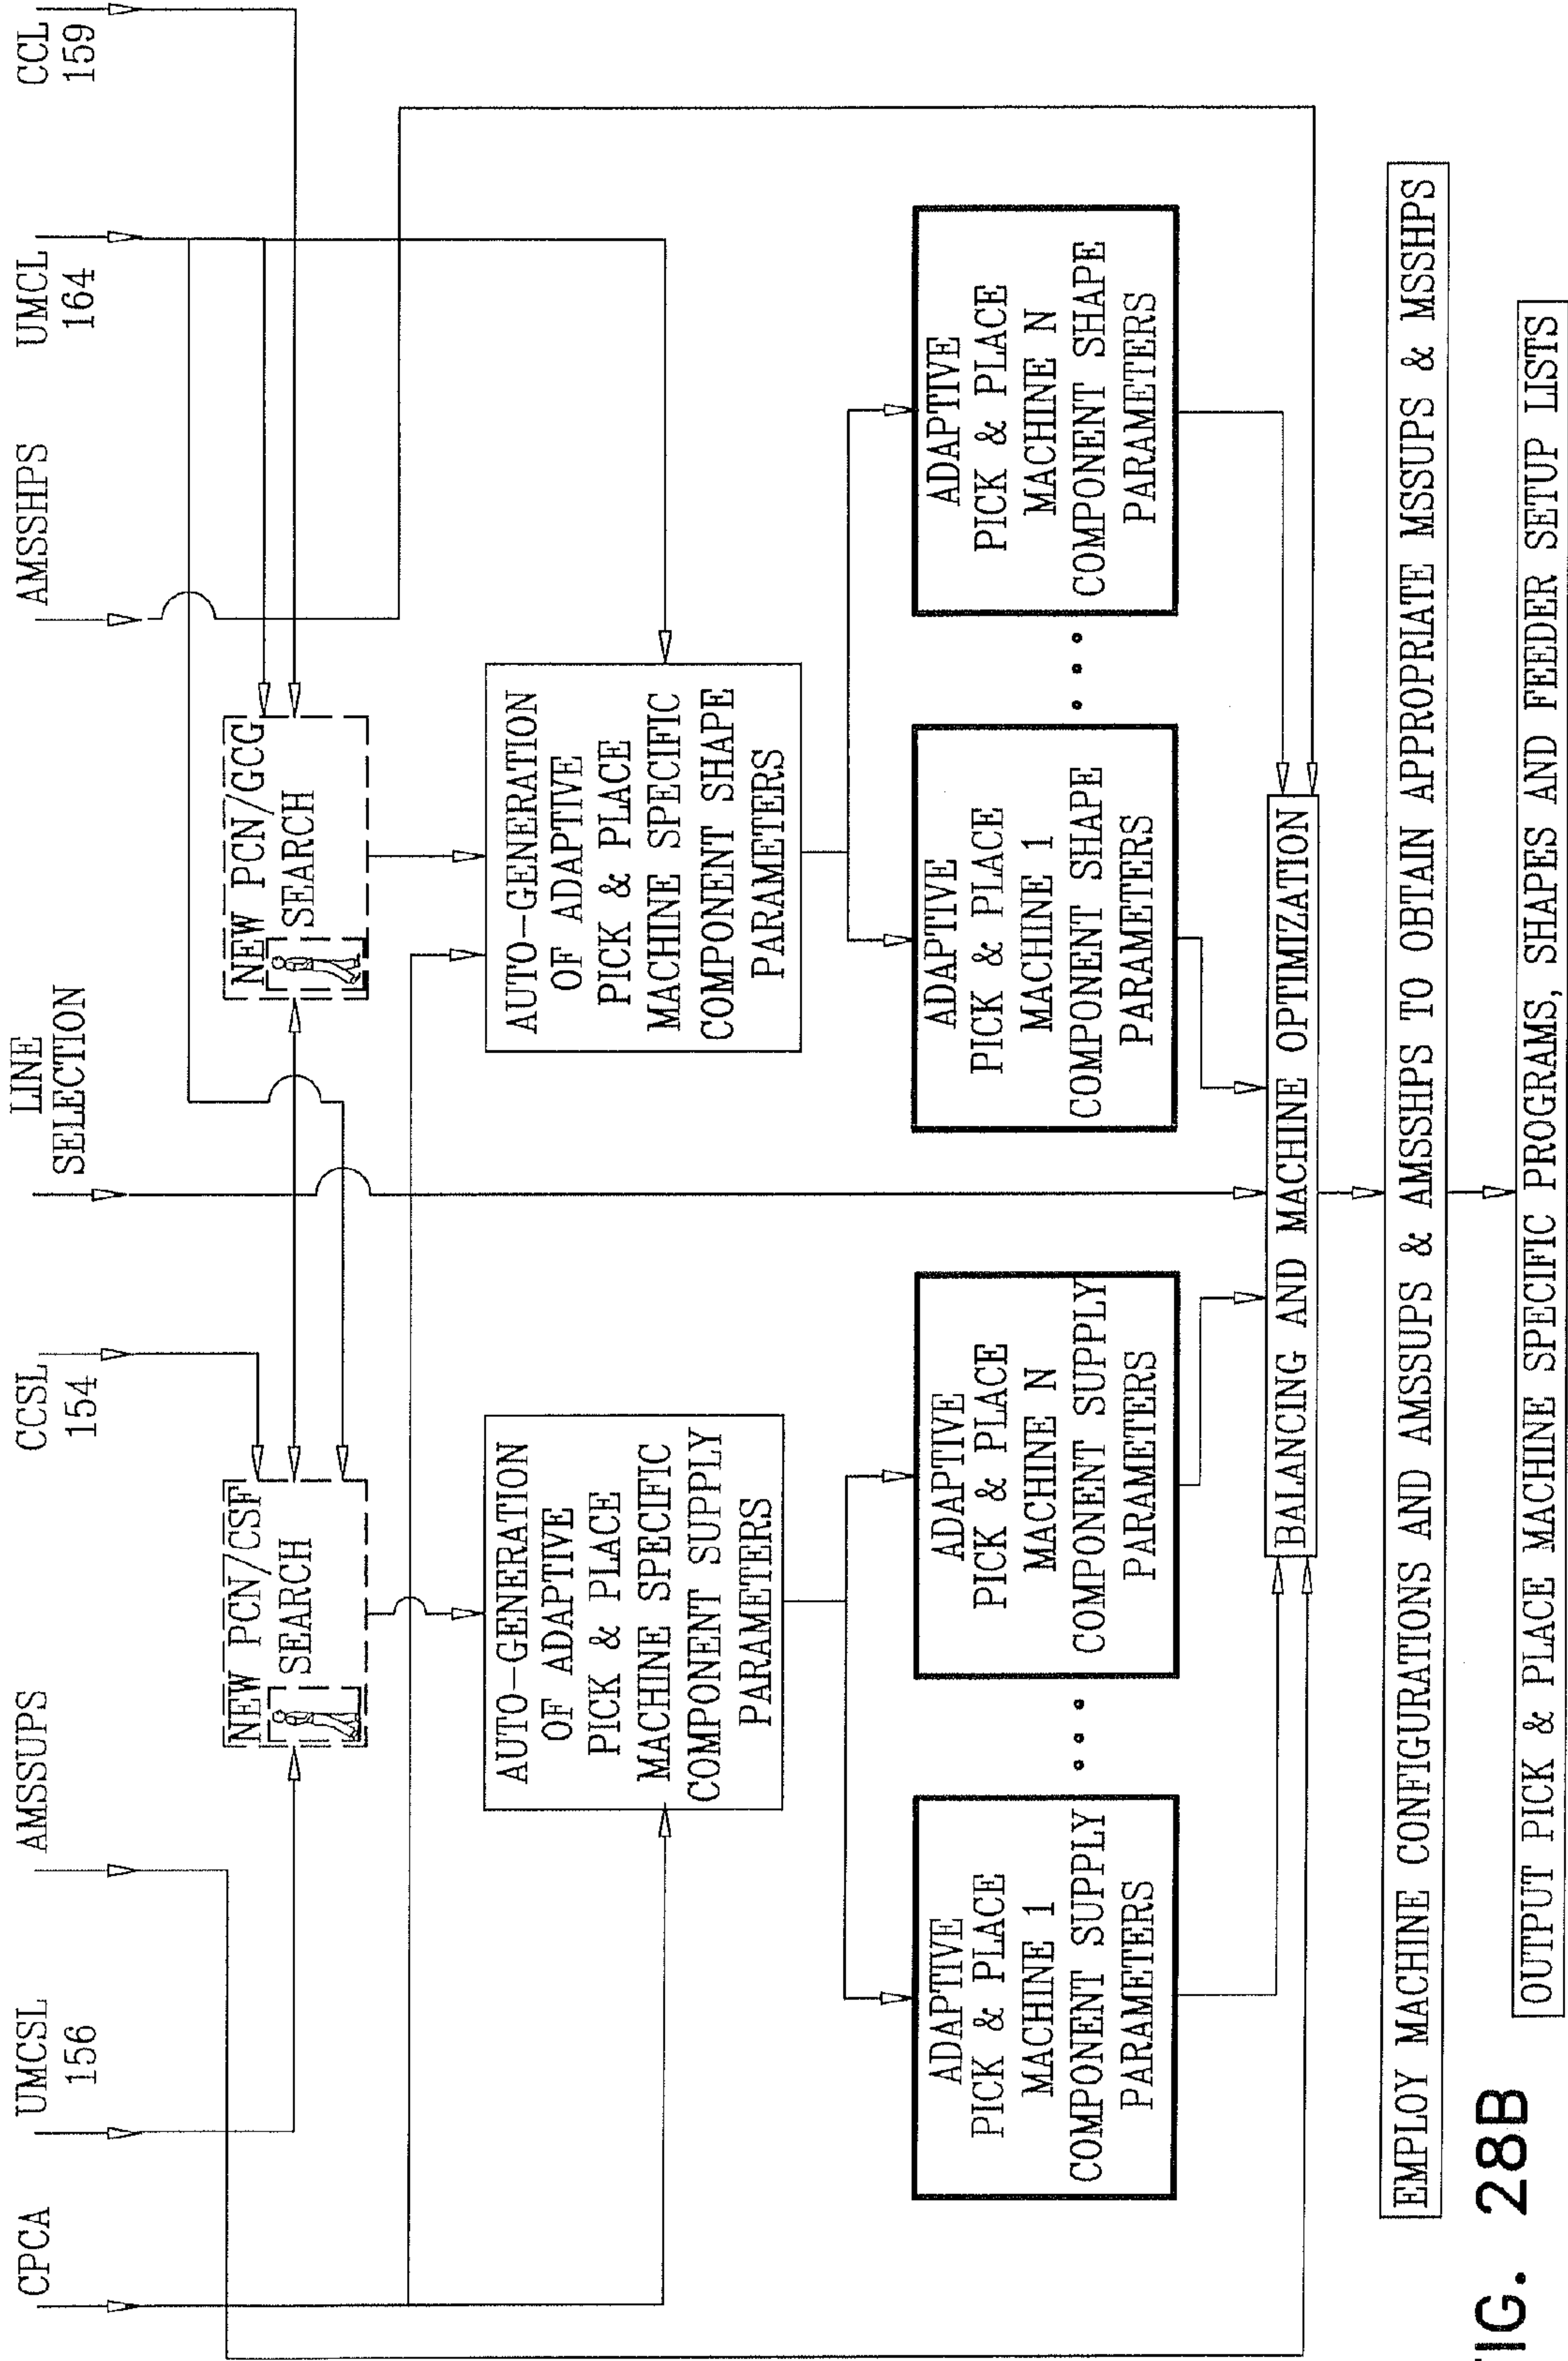 CPCA
UMCSL
156
AMSSUPS
CCSL
154
LINE
SELECTION
AMSSHPS
UMCL
164
CCL
159
NEW PCN/CSF
SEARCH
NEW PCN/GCG
SEARCH
AUTO-GENERATION
OF ADAPTIVE
PICK & PLACE
MACHINE SPECIFIC
COMPONENT SUPPLY
PARAMETERS
AUTO-GENERATION
OF ADAPTIVE
PICK & PLACE
MACHINE SPECIFIC
COMPONENT SHAPE
PARAMETERS
ADAPTIVE
PICK & PLACE
MACHINE 1
COMPONENT SUPPLY
PARAMETERS
• • •
ADAPTIVE
PICK & PLACE
MACHINE N
COMPONENT SUPPLY
PARAMETERS
ADAPTIVE
PICK & PLACE
MACHINE 1
COMPONENT SHAPE
PARAMETERS
• • •
ADAPTIVE
PICK & PLACE
MACHINE N
COMPONENT SHAPE
PARAMETERS
BALANCING AND MACHINE OPTIMIZATION
EMPLOY MACHINE CONFIGURATIONS AND AMSSUPS & AMSSHPS TO OBTAIN APPROPRIATE MSSUPS & MSSHPS
OUTPUT PICK & PLACE MACHINE SPECIFIC PROGRAMS, SHAPES AND FEEDER SETUP LISTS
FIG. 28B